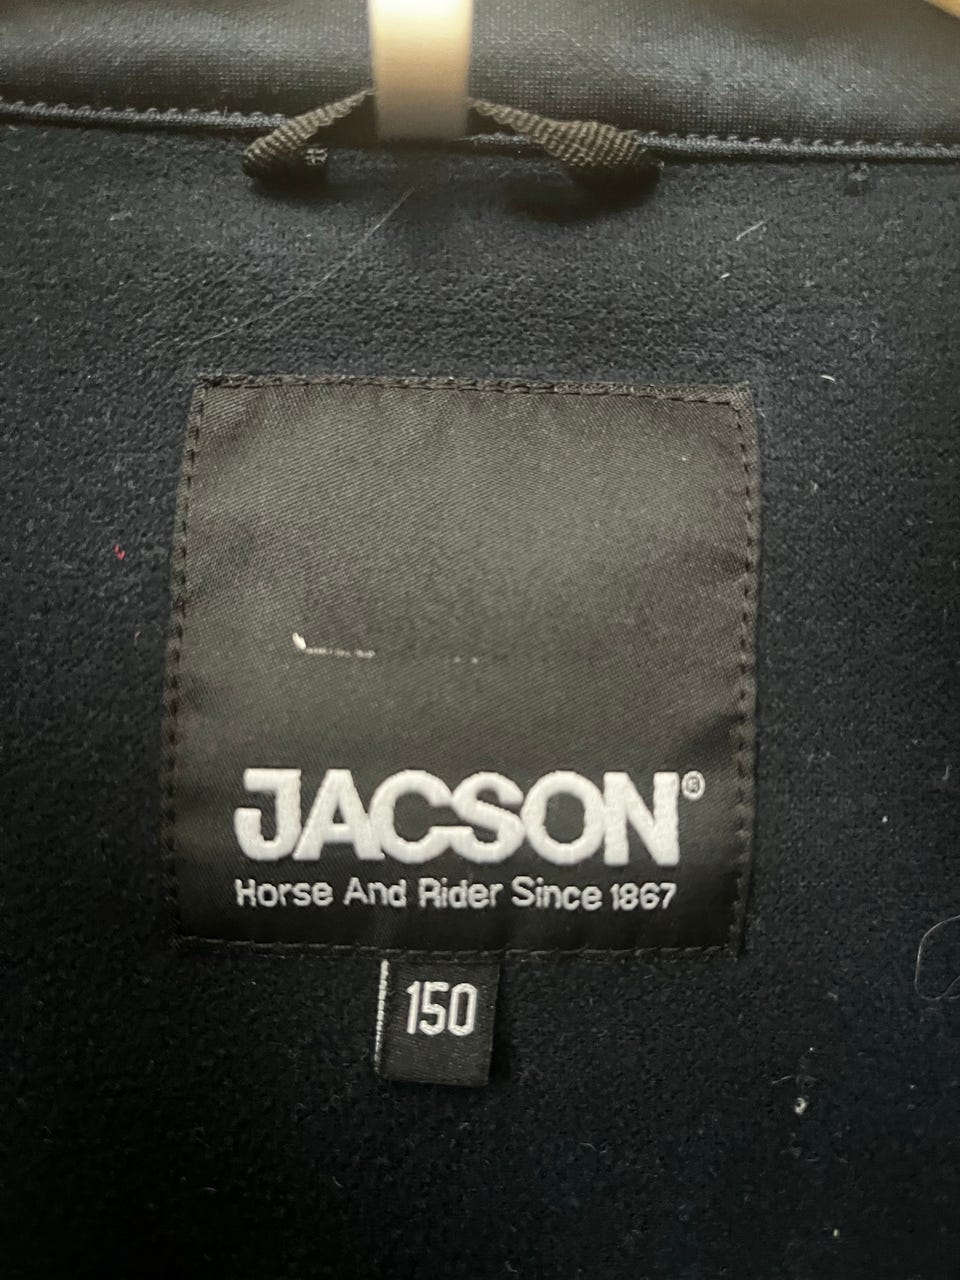 JACSON®
Horse And Rider Since 1867
150